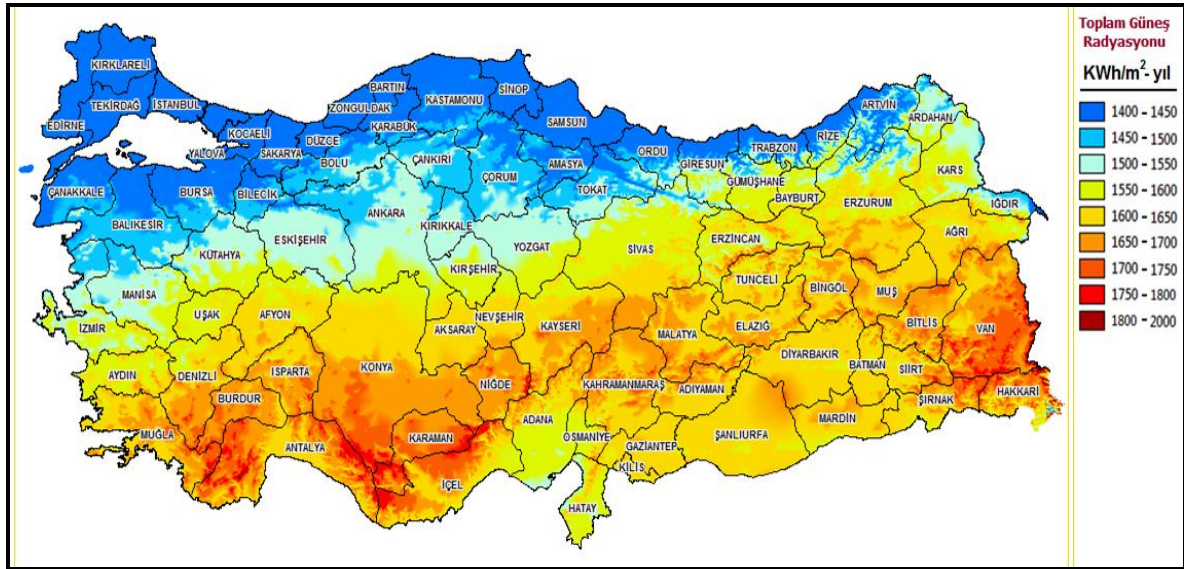 KIRKLARELİ
TEKİRDAĞ
İSTANBUL
EDİRNE
KOCAELİ
YALOVA
SAKARYA
DÜZCE
ZONGULDAK
BARTIN
KARABÜK
KASTAMONU
SİNOP
SAMSUN
BOLU
ÇANKIRI
ÇORUM
AMASYA
TOKAT
ORDU
GİRESUN
TRABZON
RİZE
ARTVİN
ARDAHAN
GÜMÜŞHANE
BAYBURT
ERZURUM
KARS
IĞDIR
AĞRI
ÇANAKKALE
BURSA
BİLECİK
BALIKESİR
KÜTAHYA
ESKİŞEHİR
ANKARA
KIRIKKALE
YOZGAT
KIRŞEHİR
SİVAS
ERZİNCAN
TUNCELİ
BİNGÖL
MUŞ
BİTLİS
VAN
MANİSA
İZMİR
UŞAK
AFYON
AKSARAY
NEVŞEHİR
KAYSERİ
MALATYA
ELAZIĞ
DİYARBAKIR
BATMAN
SİİRT
ŞIRNAK
HAKKARİ
AYDIN
DENİZLİ
ISPARTA
BURDUR
KONYA
NİĞDE
KAHRAMANMARAŞ
ADIYAMAN
MARDİN
MUĞLA
ANTALYA
KARAMAN
İÇEL
ADANA
OSMANİYE
GAZİANTEP
KİLİS
ŞANLIURFA
HATAY
Toplam Güneş
Radyasyonu
KWh/m²- yıl
1400 - 1450
1450 - 1500
1500 - 1550
1550 - 1600
1600 - 1650
1650 - 1700
1700 - 1750
1750 - 1800
1800 - 2000